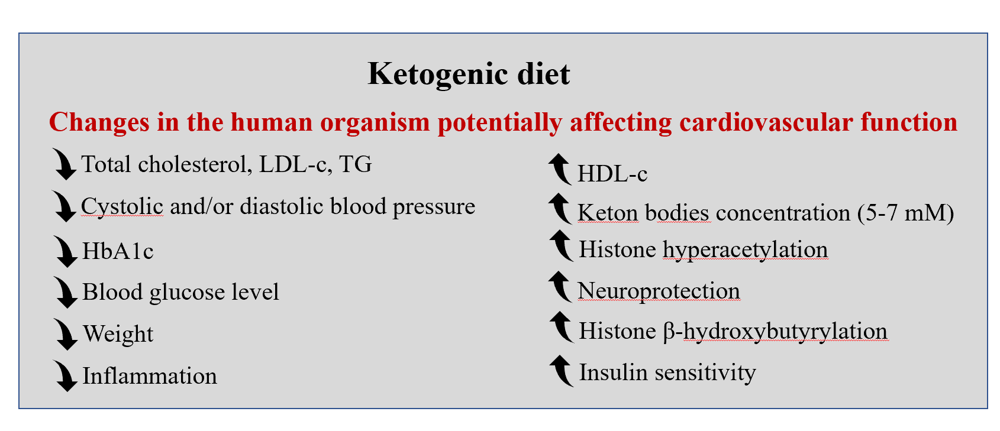 Ketogenic diet
Changes in the human organism potentially affecting cardiovascular function
Total cholesterol, LDL-c, TG
Cystolic and/or diastolic blood pressure
HbA1c
Blood glucose level
Weight
Inflammation
HDL-c
Keton bodies concentration (5-7 mM)
Histone hyperacetylation
Neuroprotection
Histone β-hydroxybutyrylation
Insulin sensitivity